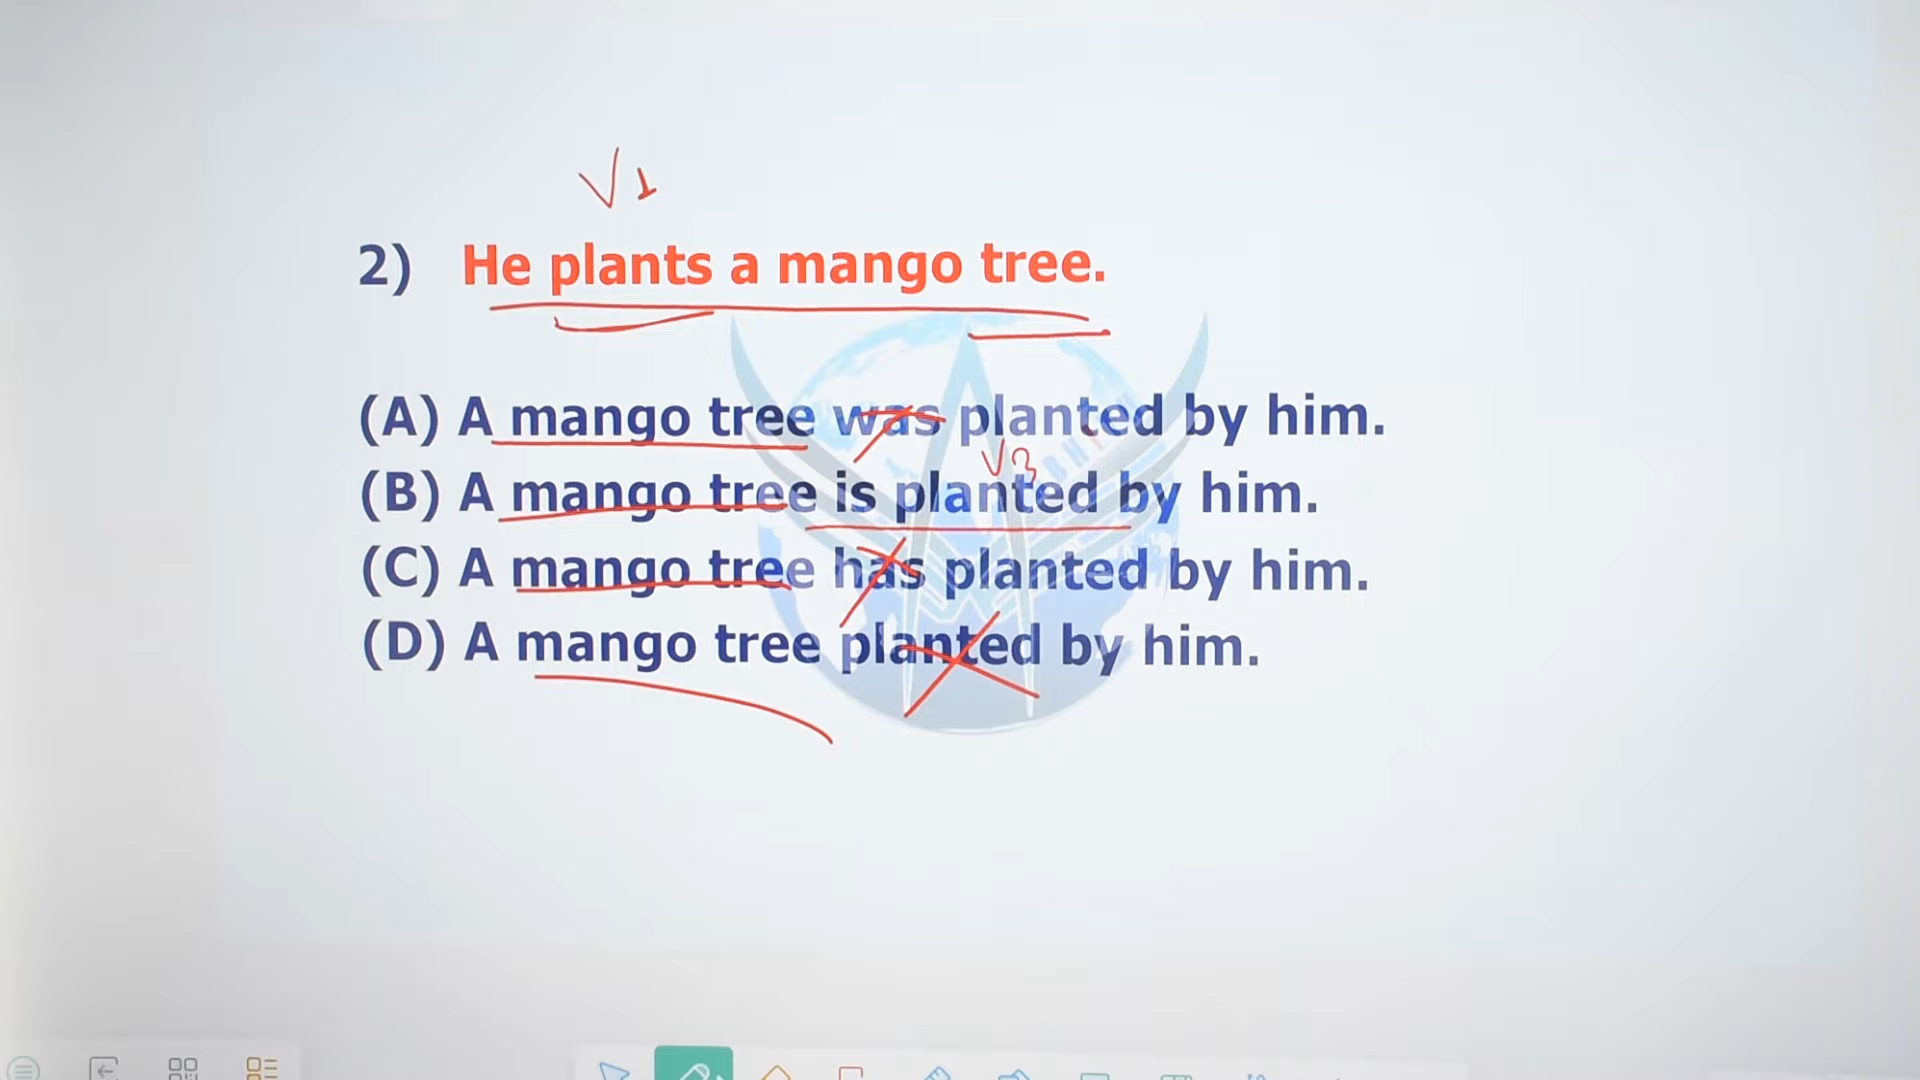 V1
2) He plants a mango tree.
(A) A mango tree was planted by him.
V3
(B) A mango tree is planted by him.
(C) A mango tree has planted by him.
(D) A mango tree planted by him.